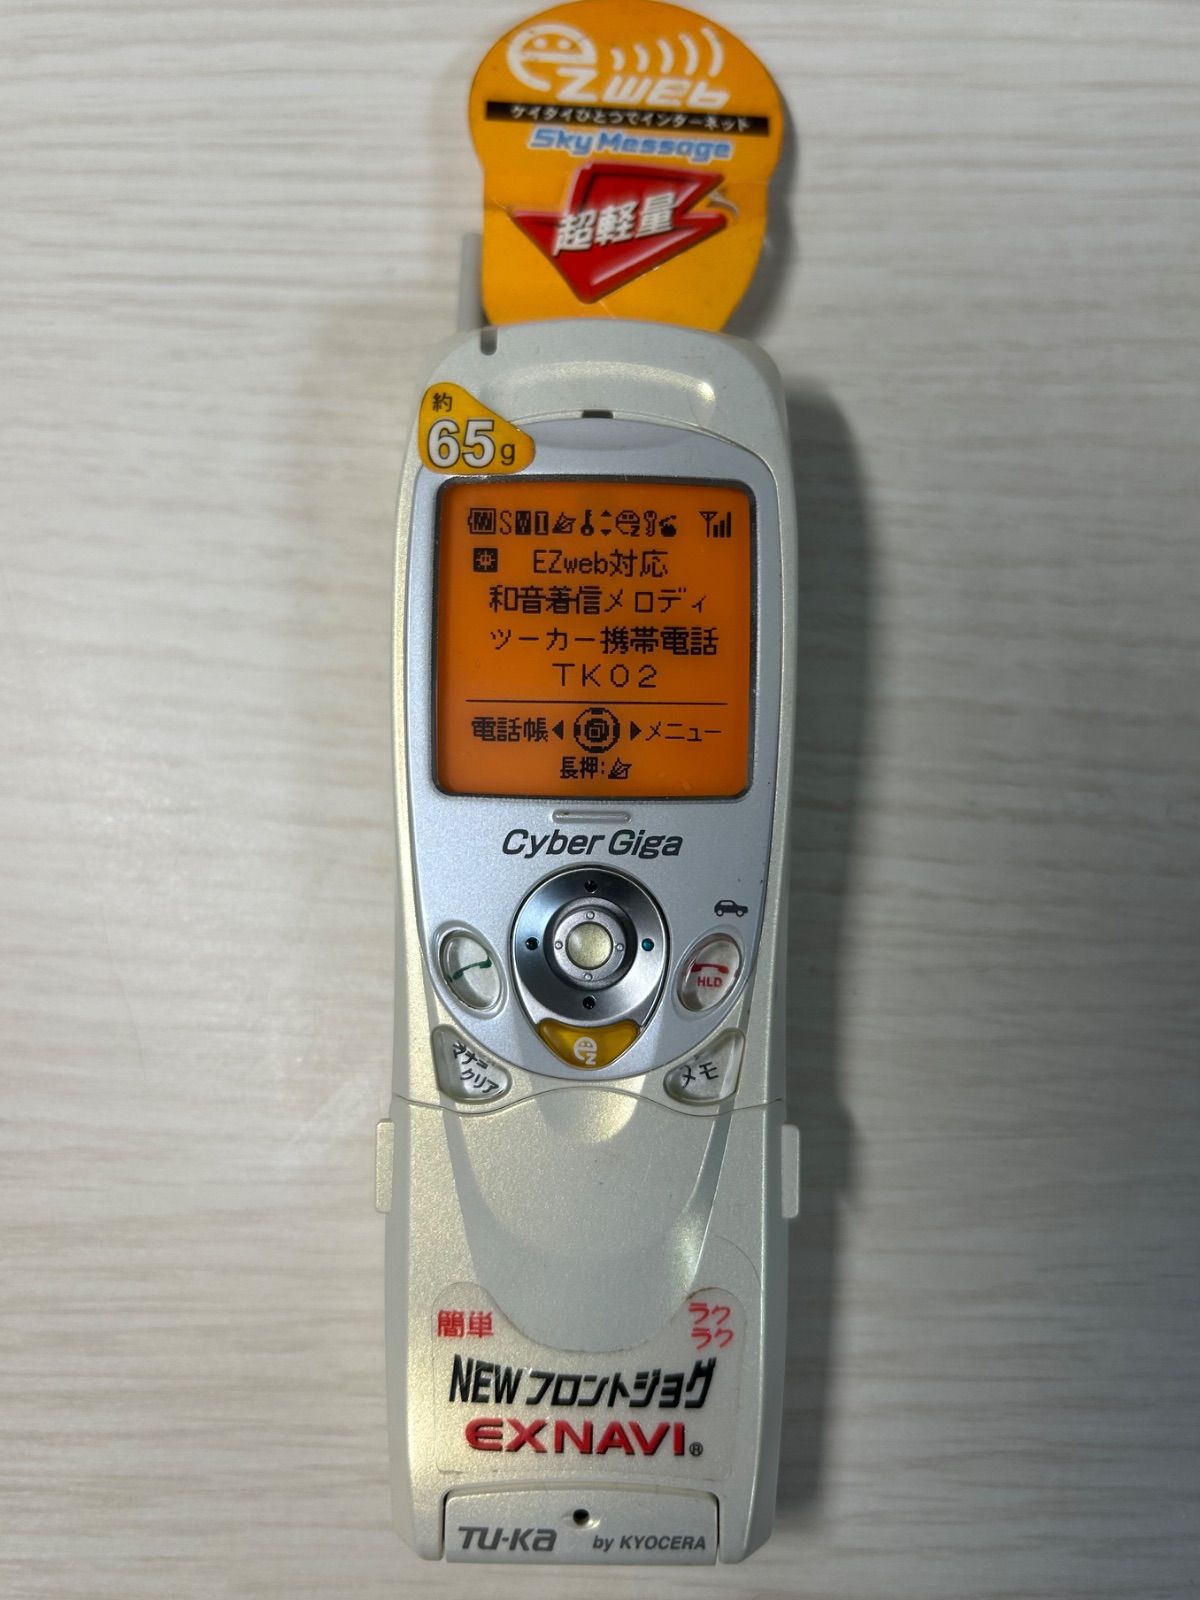 eZweb
ケイタイひとつでインターネット
Sky Message
超軽量
約
65g
EZweb対応
和音着信メロディ
ツーカー携帯電話
TK02
電話帳 メニュー
長押:
Cyber Giga
HLD
マナー
クリア
ez
メモ
簡単
ラク
ラク
NEWフロントジョグ
EXNAVI®
TU-KA
by KYOCERA